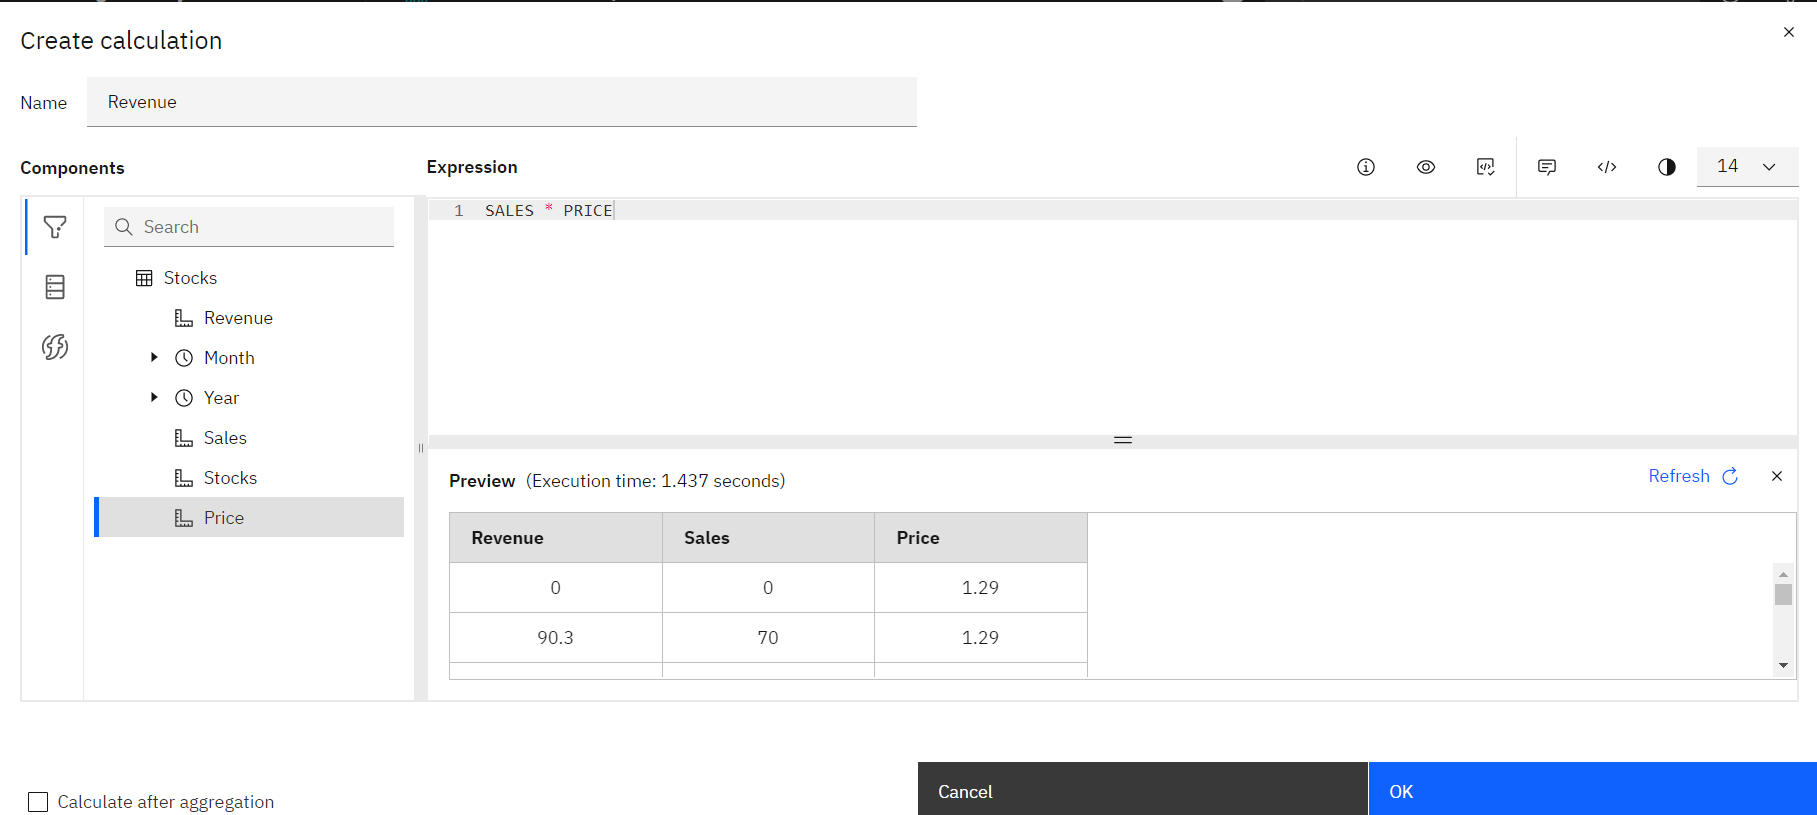 Create calculation
Name Revenue
Components
Expression
14
Search
Stocks
Revenue
Month
Year
Sales
Stocks
Price
1 SALES * PRICE
Preview (Execution time: 1.437 seconds)
Refresh
Revenue Sales Price
0 0 1.29
90.3 70 1.29
Calculate after aggregation
Cancel
OK